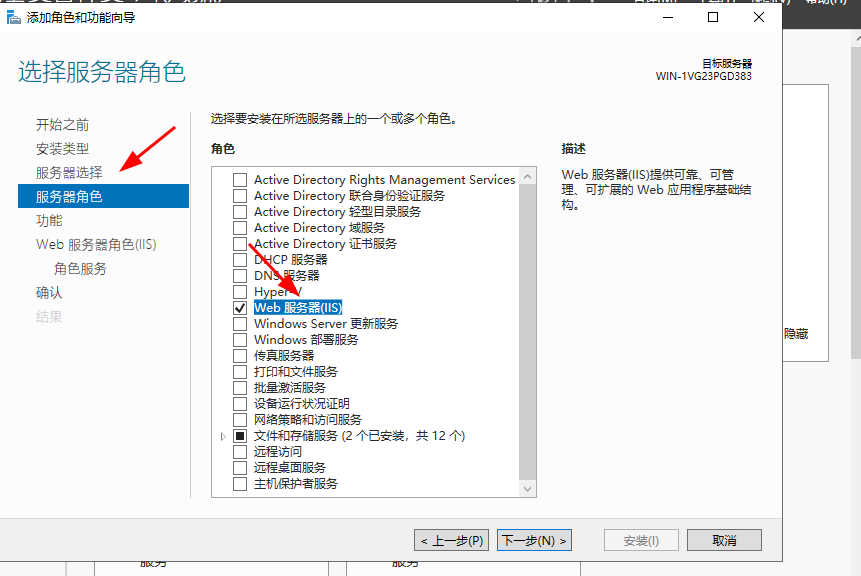 添加角色和功能向导
选择服务器角色
目标服务器
WIN-1VG23PGD383
开始之前
安装类型
服务器选择
服务器角色
功能
Web 服务器角色(IIS)
角色服务
确认
结果
选择要安装在所选服务器上的一个或多个角色。
角色
Active Directory Rights Management Services
Active Directory 联合身份验证服务
Active Directory 轻型目录服务
Active Directory 域服务
Active Directory 证书服务
DHCP 服务器
DNS 服务器
Hyper-V
Web 服务器(IIS)
Windows Server 更新服务
Windows 部署服务
传真服务器
打印和文件服务
批量激活服务
设备运行状况证明
网络策略和访问服务
文件和存储服务 (2 个已安装，共 12 个)
远程访问
远程桌面服务
主机保护者服务
描述
Web 服务器(IIS)提供可靠、可管
理、可扩展的 Web 应用程序基础结
构。
隐藏
< 上一步(P)
下一步(N) >
安装(I)
取消
服务
服务